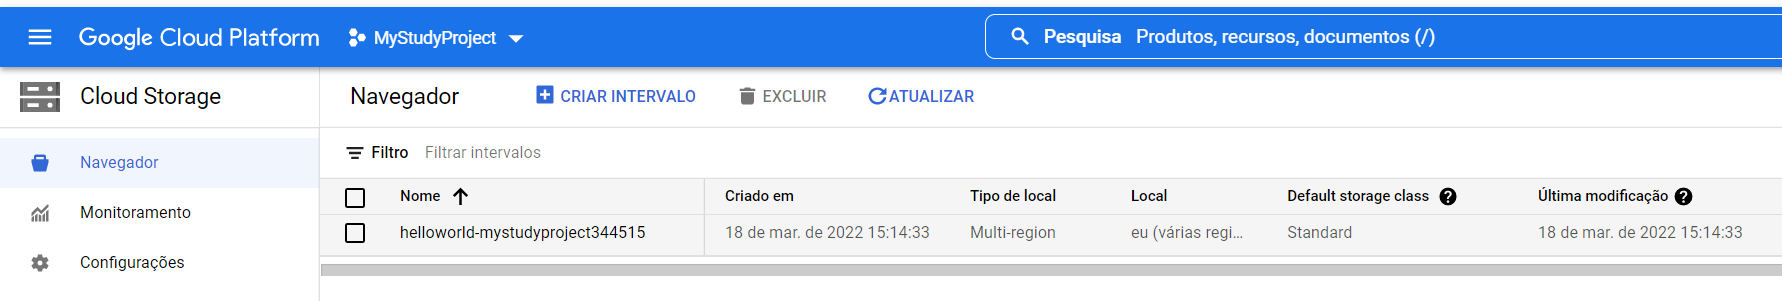 Google Cloud Platform MyStudyProject Pesquisa Produtos, recursos, documentos (/)
Cloud Storage Navegador CRIAR INTERVALO EXCLUIR ATUALIZAR
Navegador
Monitoramento
Configurações
Filtro Filtrar intervalos
Nome Criado em Tipo de local Local Default storage class ? Última modificação ?
helloworld-mystudyproject344515 18 de mar. de 2022 15:14:33 Multi-region eu (várias regi... Standard 18 de mar. de 2022 15:14:33